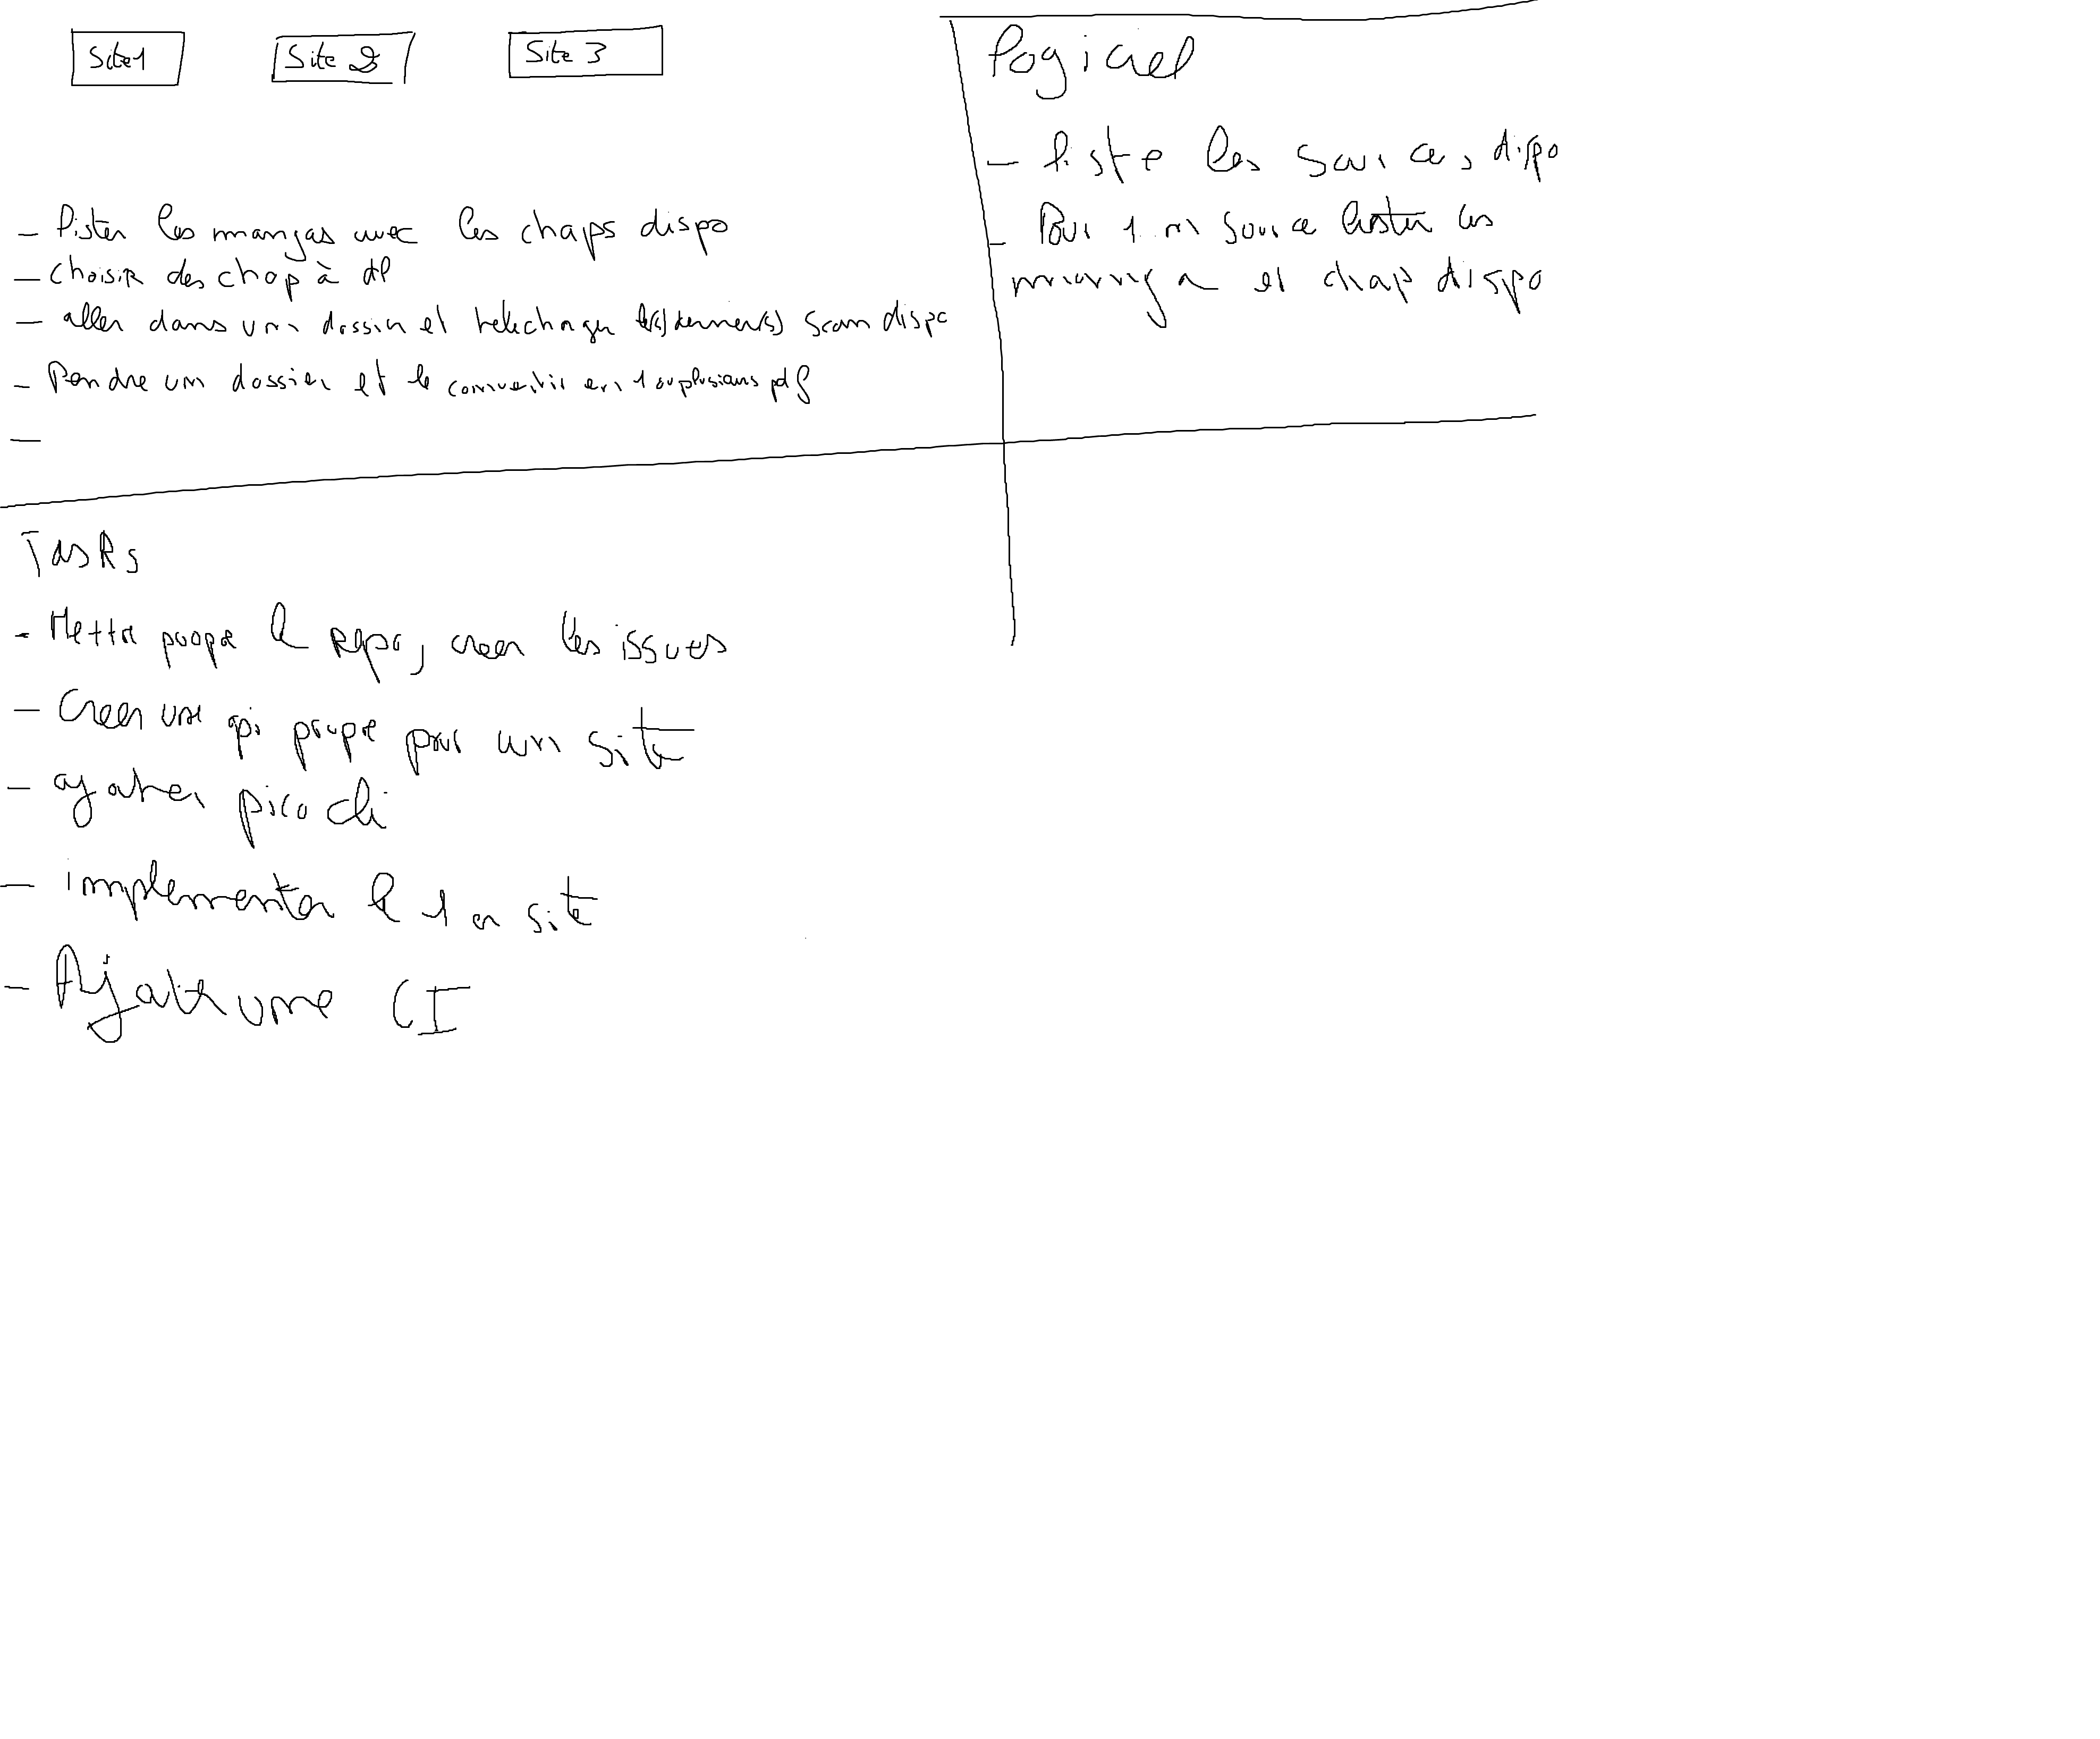 Site1
Site 2
Site 3
- lister les mangas avec les chaps dispo
- choisir des chap à dl
- aller dans un dossier et telecharger le(s) dernier(s) scan dispo
- Pendre un dossier et le convertir en 1 ou plusieurs pdf
-
logiciel
- liste les sources dispo
- Pour 1 source lister les
manga et chap dispo
Tasks
- Mettre propre le repo, creer les issues
- Creer une api propre pour un site
- ajouter picocli
- implementer le 1er site
- Ajouter une CI